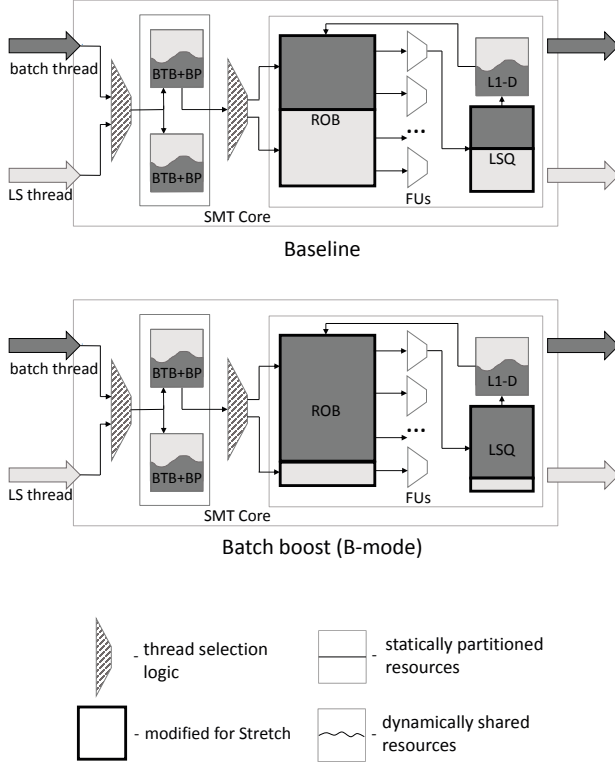 batch thread
BTB+BP
L1-D
ROB
LSQ
BTB+BP
LS thread
FUs
SMT Core
Baseline
batch thread
BTB+BP
L1-D
ROB
LSQ
BTB+BP
LS thread
FUs
SMT Core
Batch boost (B-mode)
- thread selection
logic
- statically partitioned
resources
- modified for Stretch
- dynamically shared
resources